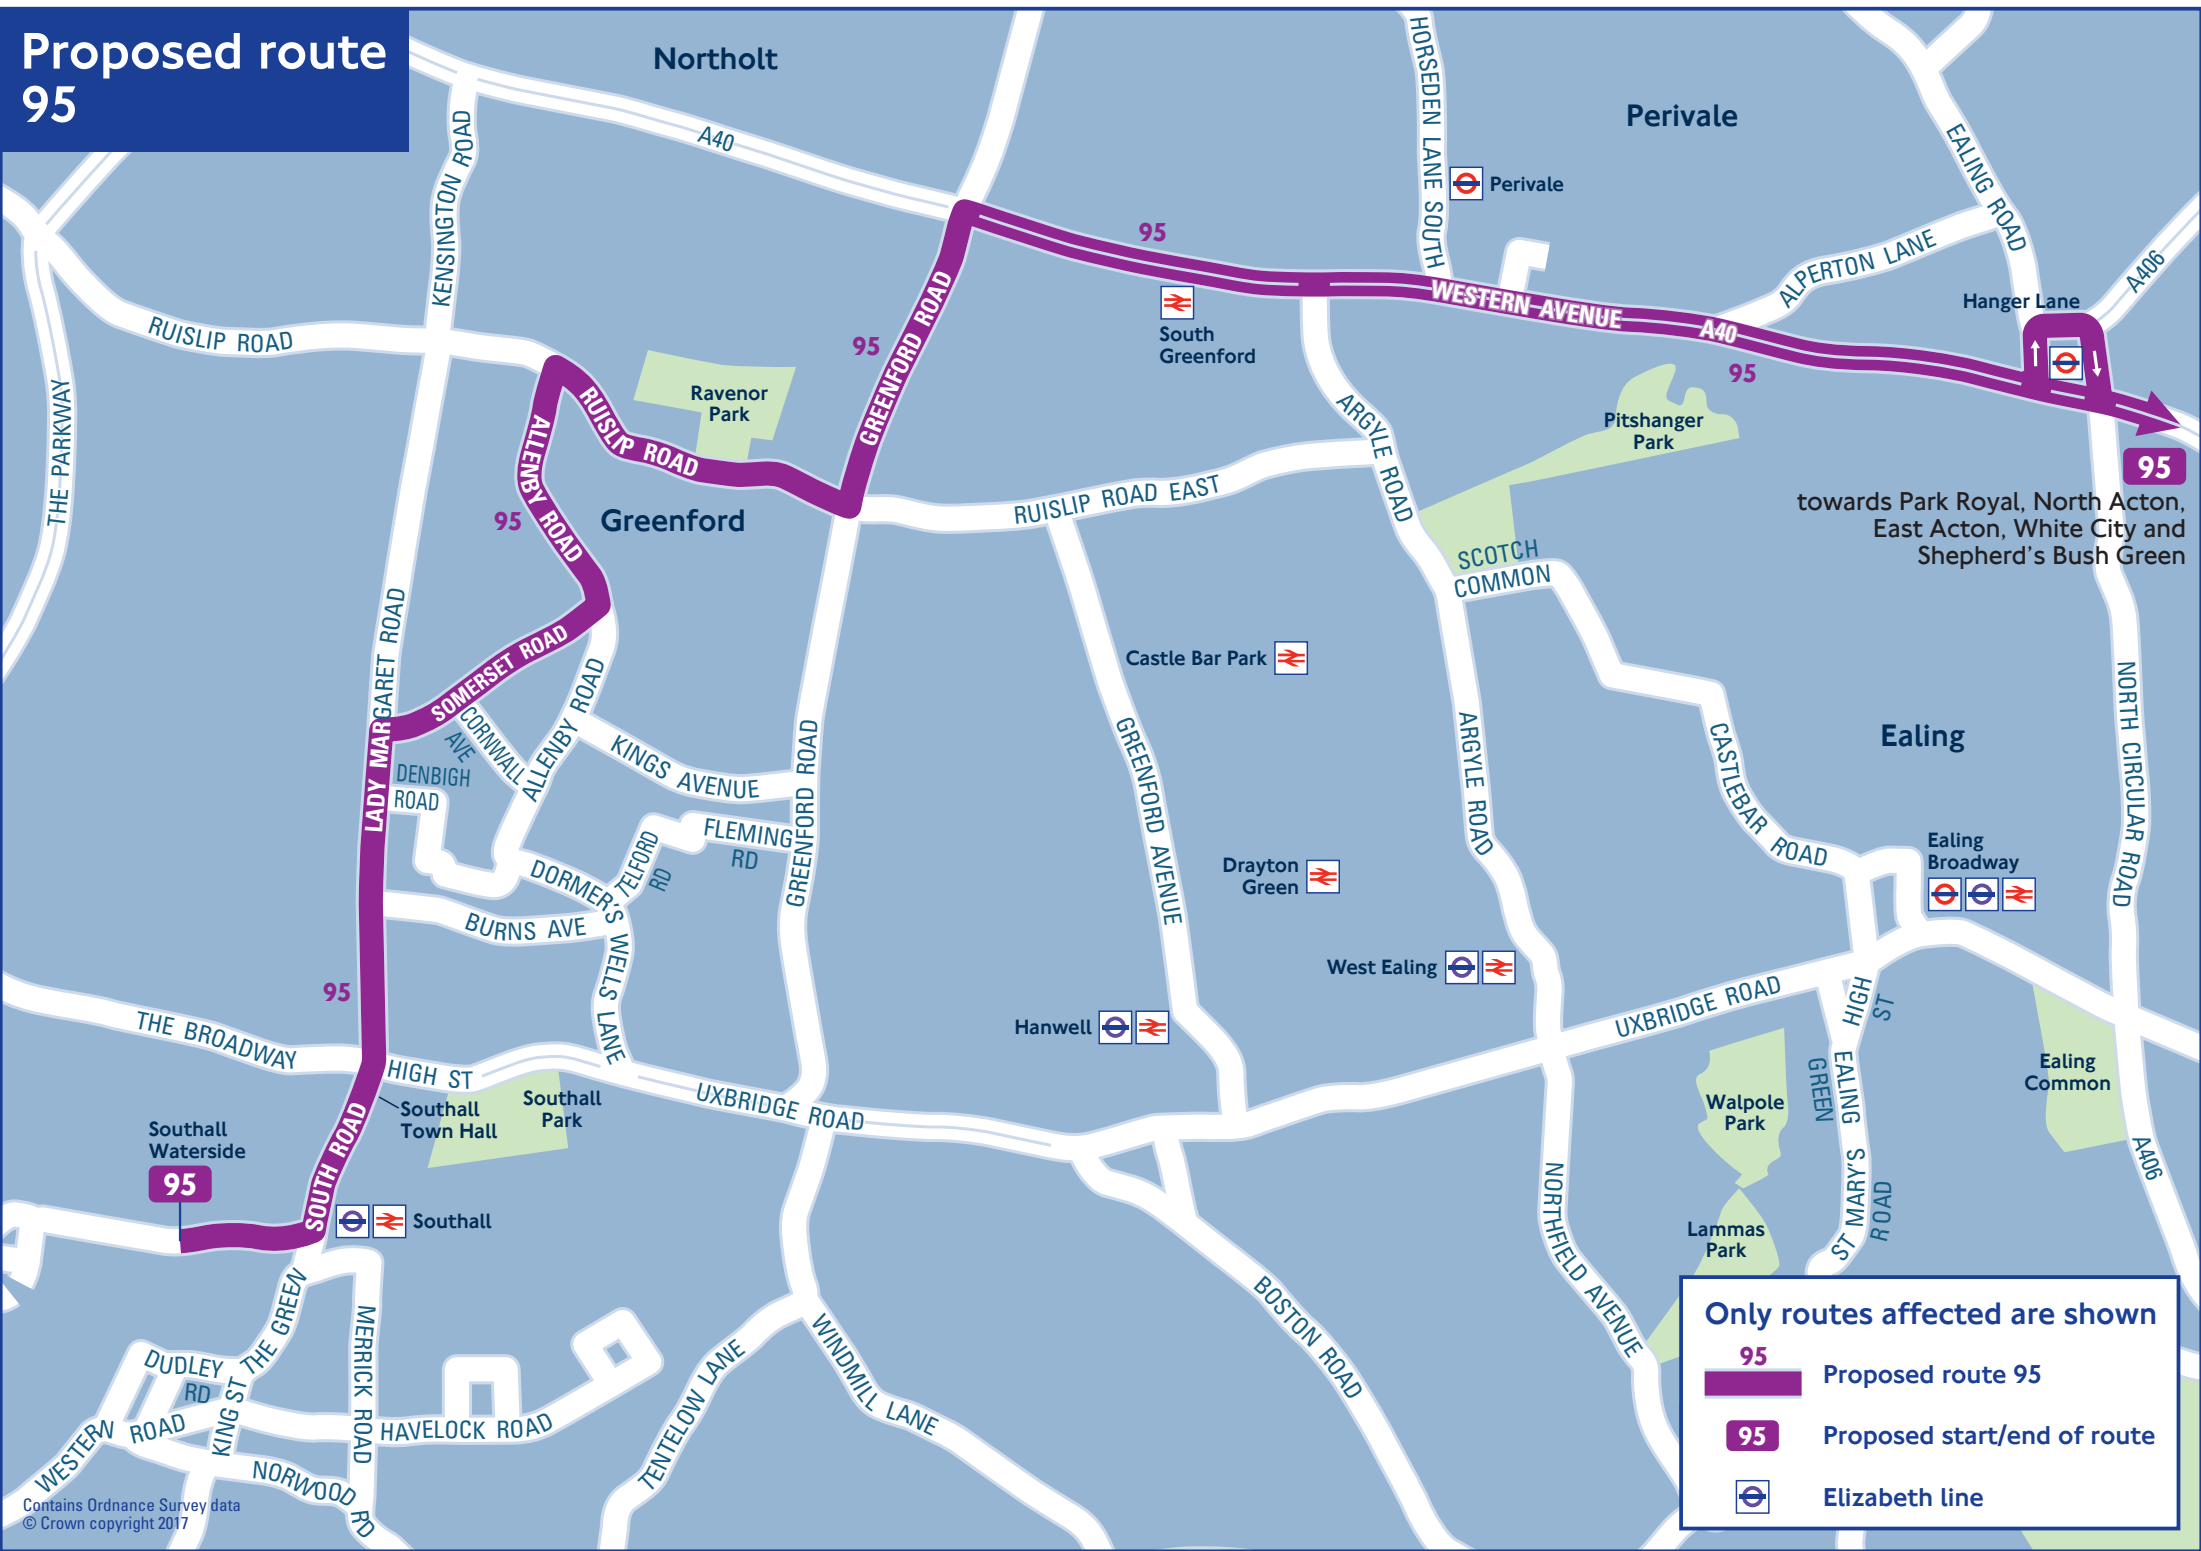 Proposed route
95
Northolt
Perivale
HORSEDEN LANE SOUTH
EALING ROAD
A40
KENSINGTON ROAD
Perivale
95
ALPERTON LANE
A406
Hanger Lane
RUISLIP ROAD
95
GREENFORD ROAD
South
Greenford
WESTERN AVENUE
A40
95
THE PARKWAY
Ravenor
Park
RUISLIP ROAD
ALLENBY ROAD
95
Greenford
ARGYLE ROAD
Pitshanger
Park
95
towards Park Royal, North Acton,
East Acton, White City and
Shepherd's Bush Green
RUISLIP ROAD EAST
SCOTCH
COMMON
LADY MARGARET ROAD
SOMERSET ROAD
CORNWALL
AVE
ALLENBY ROAD
Castle Bar Park
NORTH CIRCULAR ROAD
Ealing
DENBIGH
ROAD
KINGS AVENUE
GREENFORD ROAD
GREENFORD AVENUE
ARGYLE ROAD
CASTLEBAR ROAD
FLEMING
RD
TELFORD
RD
DORMER'S WELLS LANE
BURNS AVE
Drayton
Green
Ealing
Broadway
95
West Ealing
Hanwell
UXBRIDGE ROAD
HIGH
ST
THE BROADWAY
HIGH ST
UXBRIDGE ROAD
Southall
Town Hall
Southall
Park
EALING
GREEN
Walpole
Park
Ealing
Common
A406
Southall
Waterside
95
SOUTH ROAD
Southall
ST MARY'S
ROAD
Lammas
Park
NORTHFIELD AVENUE
BOSTON ROAD
THE GREEN
MERRICK ROAD
DUDLEY
RD
KING ST
WESTERN ROAD
HAVELOCK ROAD
NORWOOD RD
TENTELOW LANE
WINDMILL LANE
Only routes affected are shown
95
Proposed route 95
95
Proposed start/end of route
Elizabeth line
Contains Ordnance Survey data
© Crown copyright 2017